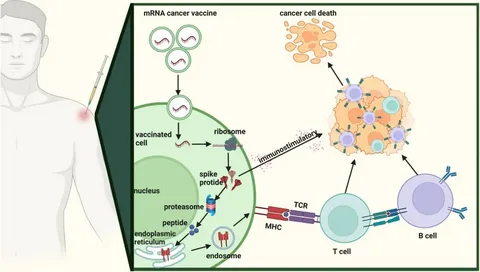 mRNA cancer vaccine
cancer cell death
vaccinated
cell
ribosome
immunostimulatory
spike
protide
nucleus
proteasome
peptide
endoplasmic
reticulum
endosome
MHC
TCR
T cell
B cell